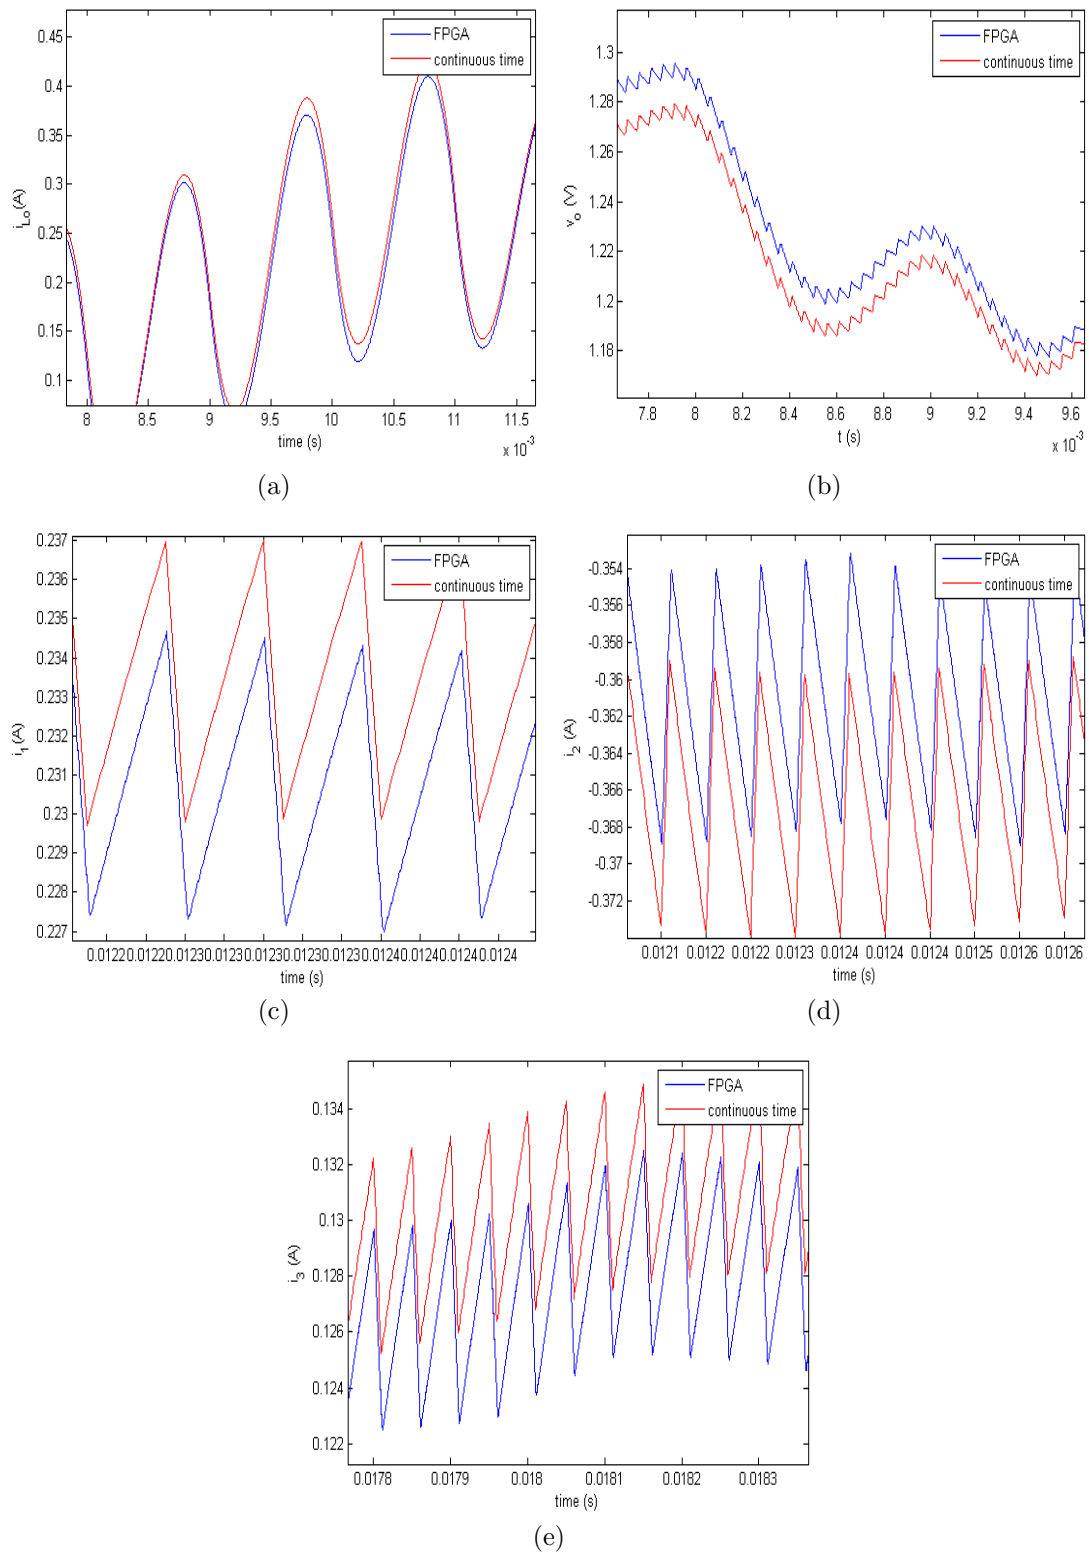 0.45
0.4
0.35
0.3
0.25
0.2
0.15
0.1
i_Lo (A)
FPGA
continuous time
8 8.5 9 9.5 10 10.5 11 11.5
time (s)
x 10^-3
(a)
1.3
1.28
1.26
1.24
1.22
1.2
1.18
v_o (V)
FPGA
continuous time
7.8 8 8.2 8.4 8.6 8.8 9 9.2 9.4 9.6
t (s)
x 10^-3
(b)
0.237
0.236
0.235
0.234
0.233
0.232
0.231
0.23
0.229
0.228
0.227
i_1 (A)
FPGA
continuous time
0.0124
time (s)
(c)
-0.354
-0.356
-0.358
-0.36
-0.362
-0.364
-0.366
-0.368
-0.37
-0.372
i_2 (A)
FPGA
continuous time
0.0121 0.0122 0.0122 0.0123 0.0124 0.0124 0.0124 0.0125 0.0126 0.0126
time (s)
(d)
0.134
0.132
0.13
0.128
0.126
0.124
0.122
i_3 (A)
FPGA
continuous time
0.0178 0.0179 0.018 0.0181 0.0182 0.0183
time (s)
(e)